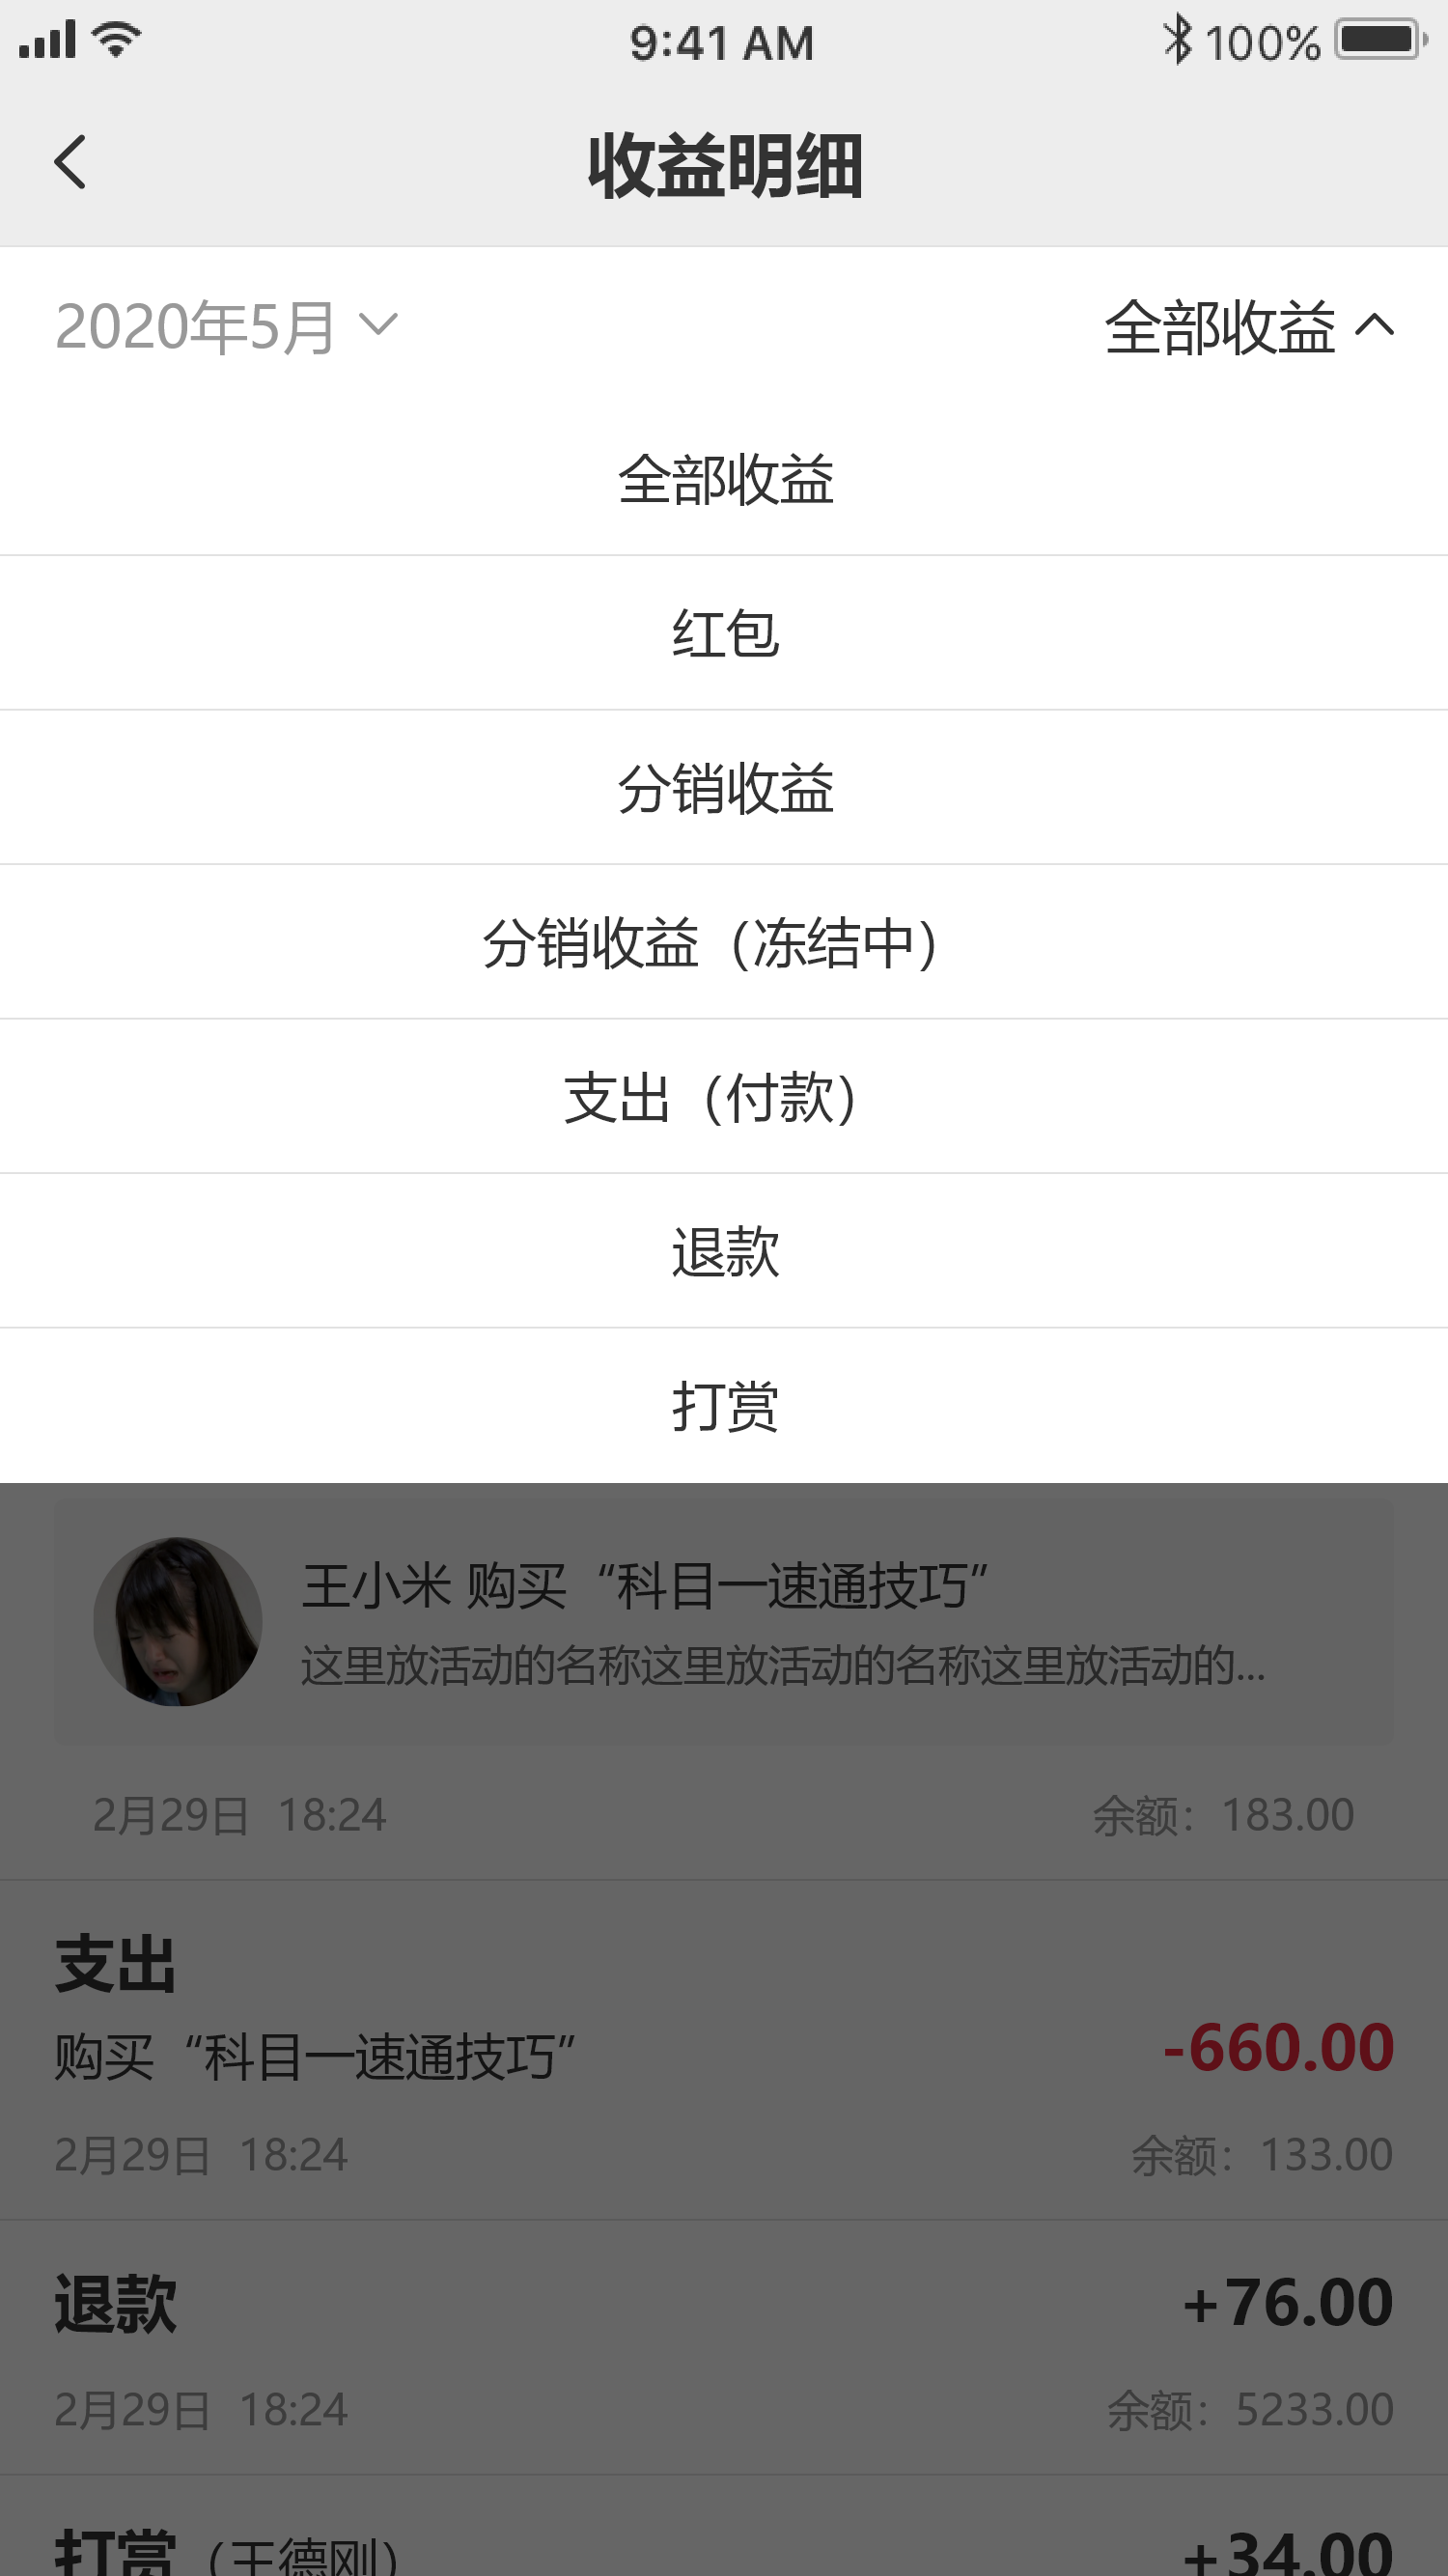 9:41 AM 100%
收益明细
2020年5月 全部收益
全部收益
红包
分销收益
分销收益（冻结中）
支出（付款）
退款
打赏
王小米 购买“科目一速通技巧”
这里放活动的名称这里放活动的名称这里放活动的...
2月29日 18:24 余额：183.00
支出
购买“科目一速通技巧” -660.00
2月29日 18:24 余额：133.00
退款 +76.00
2月29日 18:24 余额：5233.00
打赏（王德刚） +34.00